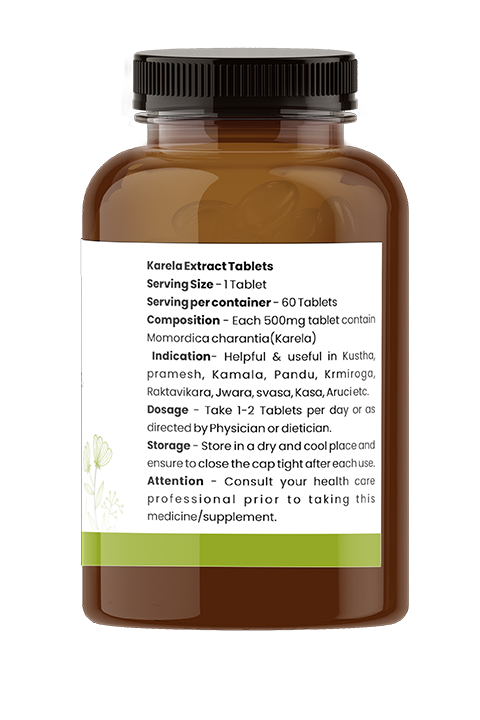 Karela Extract Tablets
Serving Size - 1 Tablet
Serving per container - 60 Tablets
Composition - Each 500mg tablet contain
Momordica charantia(Karela)
Indication- Helpful & useful in Kustha,
pramesh, Kamala, Pandu, Krmiroga,
Raktavikara, Jwara, svasa, Kasa, Aruci etc.
Dosage - Take 1-2 Tablets per day or as
directed by Physician or dietician.
Storage - Store in a dry and cool place and
ensure to close the cap tight after each use.
Attention - Consult your health care
professional prior to taking this
medicine/supplement.